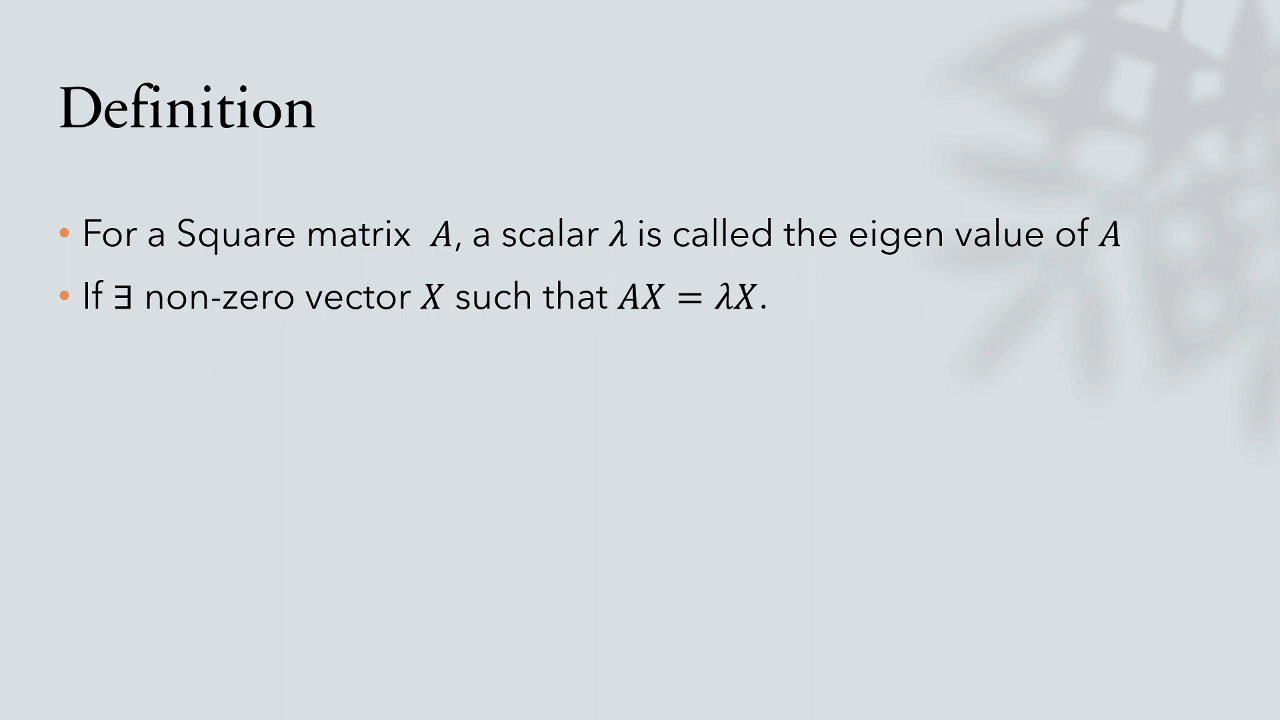 Definition
• For a Square matrix A, a scalar λ is called the eigen value of A
• If ∃ non-zero vector X such that AX = λX.